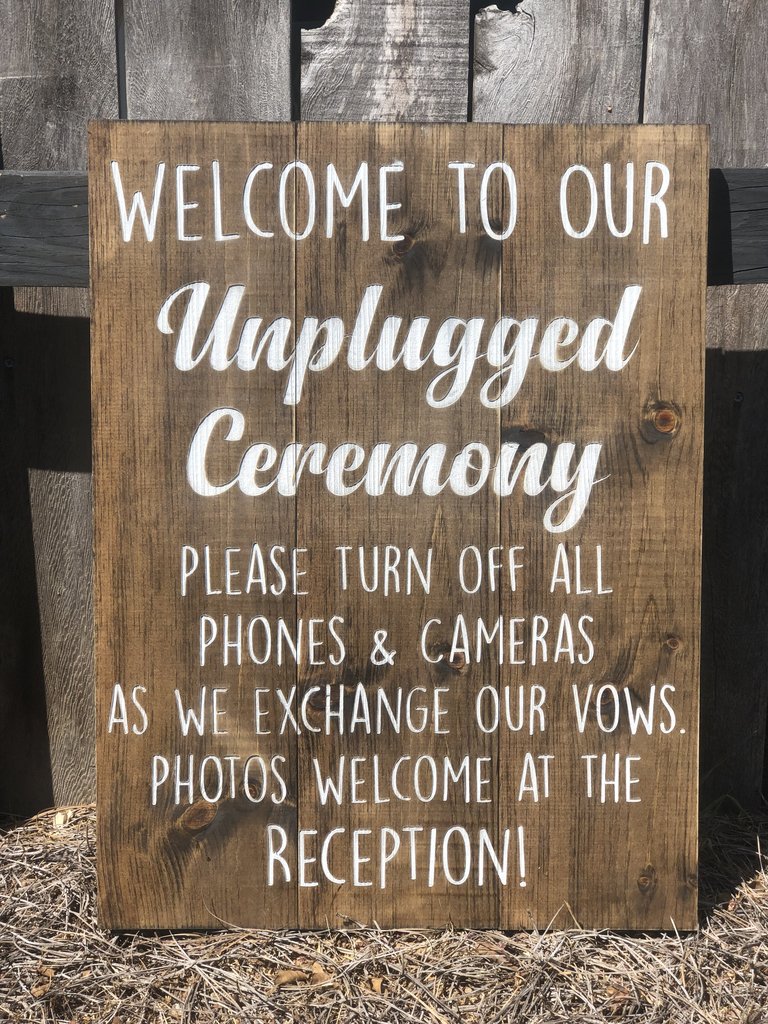 WELCOME TO OUR
Unplugged
Ceremony
PLEASE TURN OFF ALL
PHONES & CAMERAS
AS WE EXCHANGE OUR VOWS.
PHOTOS WELCOME AT THE
RECEPTION!